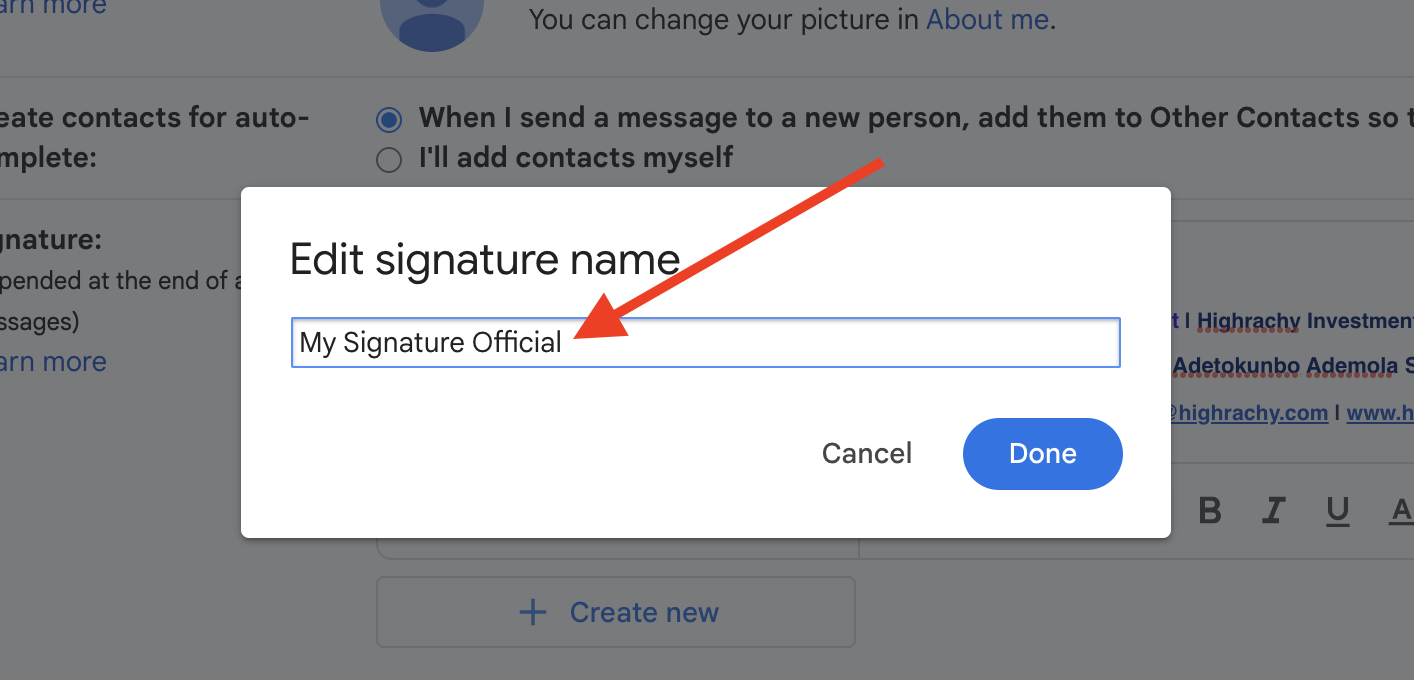 arn more
You can change your picture in About me.
eate contacts for auto-
mplete:
When I send a message to a new person, add them to Other Contacts so t
I'll add contacts myself
gnature:
pended at the end of a
ssages)
arn more
Edit signature name
My Signature Official
Cancel
Done
t | Highrachy Investment
Adetokunbo Ademola S
@highrachy.com | www.h
B I U A
+ Create new